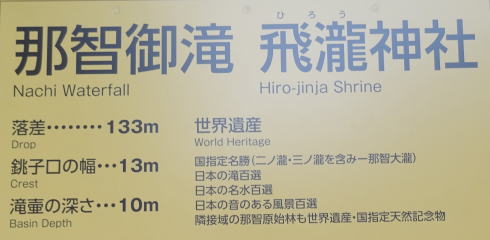 那智御滝 飛瀧神社
ひろう
Nachi Waterfall Hiro-jinja Shrine
落差‥‥‥‥133m
Drop
銚子口の幅‥‥13m
Crest
滝壷の深さ‥‥10m
Basin Depth
世界遺産
World Heritage
国指定名勝(二ノ瀧・三ノ瀧を含み一那智大瀧)
日本の滝百選
日本の名水百選
日本の音のある風景百選
隣接域の那智原始林も世界遺産・国指定天然記念物